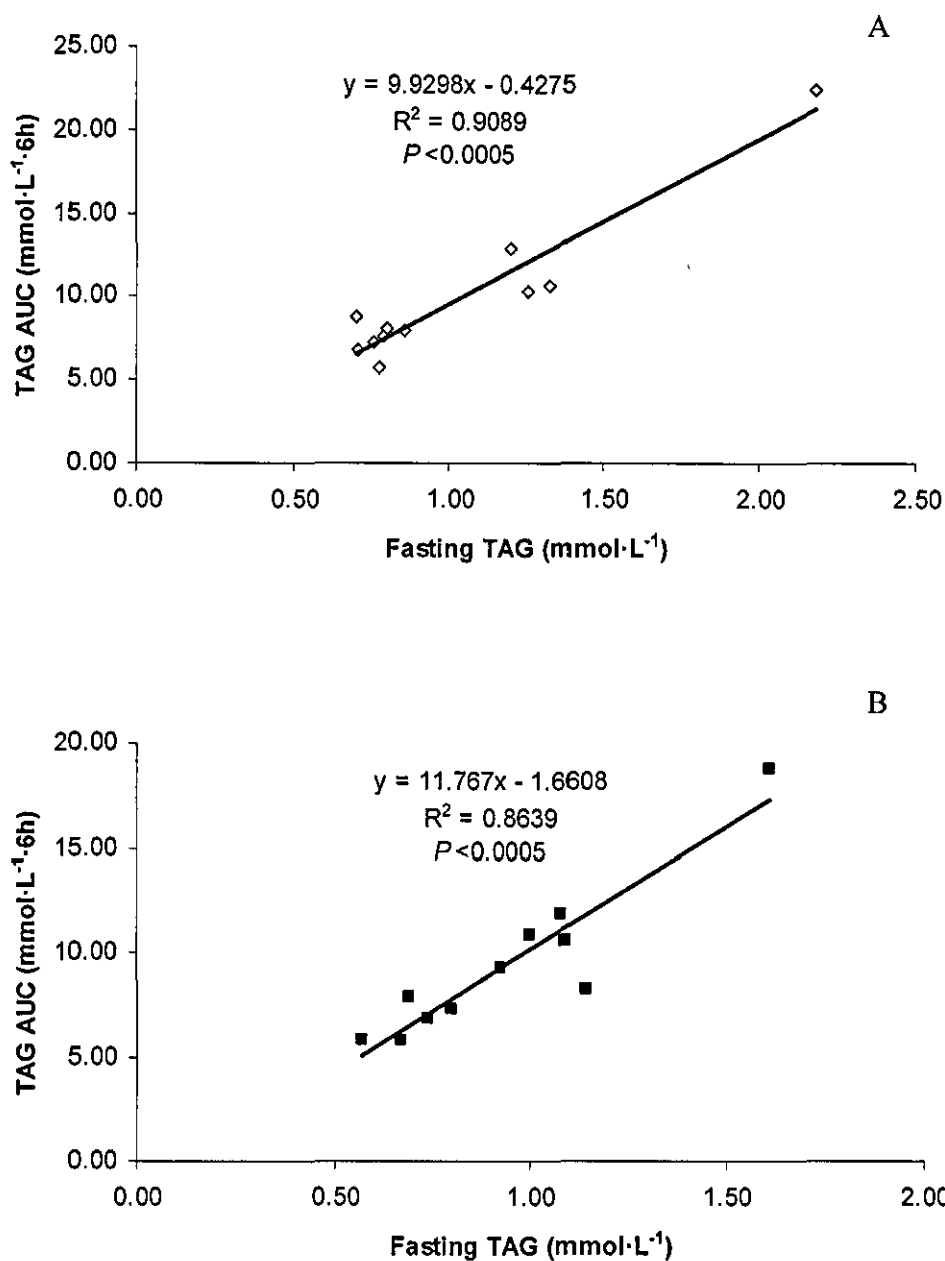 A
25.00
20.00
15.00
10.00
5.00
0.00
TAG AUC (mmol·L⁻¹·6h)
y = 9.9298x - 0.4275
R² = 0.9089
P<0.0005
0.00 0.50 1.00 1.50 2.00 2.50
Fasting TAG (mmol·L⁻¹)
B
20.00
15.00
10.00
5.00
0.00
TAG AUC (mmol·L⁻¹·6h)
y = 11.767x - 1.6608
R² = 0.8639
P<0.0005
0.00 0.50 1.00 1.50 2.00
Fasting TAG (mmol·L⁻¹)